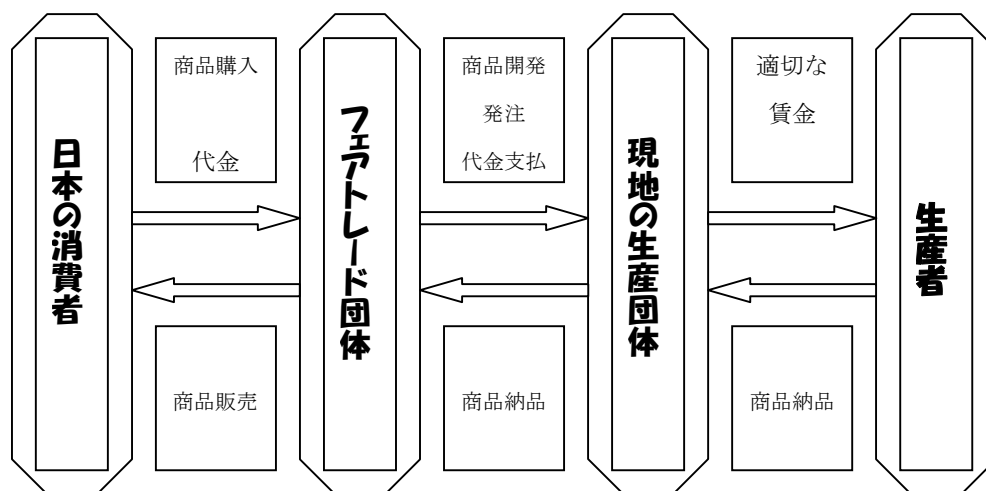 日本の消費者
商品購入
代金
商品販売
フェアトレード団体
商品開発
発注
代金支払
商品納品
現地の生産団体
適切な
賃金
商品納品
生産者